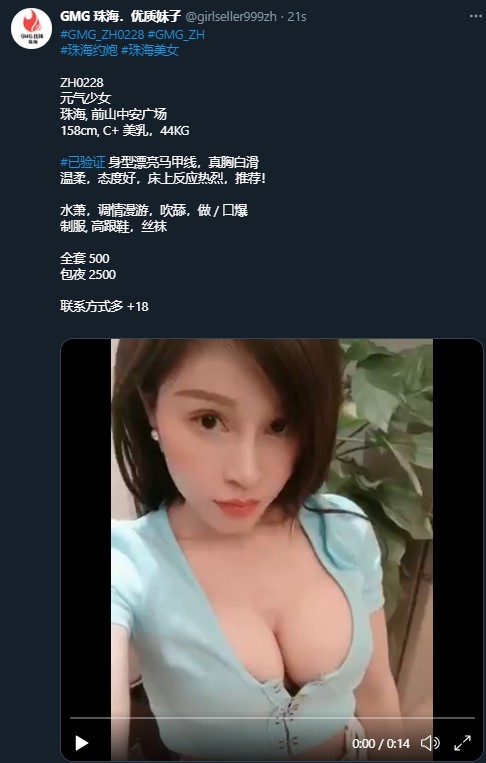 GMG 珠海．优质妹子 @girlseller999zh · 21s
#GMG_ZH0228 #GMG_ZH
#珠海约炮 #珠海美女
ZH0228
元气少女
珠海, 前山中安广场
158cm, C+ 美乳，44KG
#已验证 身型漂亮马甲线，真胸白滑
温柔，态度好，床上反应热烈，推荐！
水萧，调情漫游，吹舔，做 / 口爆
制服, 高跟鞋，丝袜
全套 500
包夜 2500
联系方式多 +18
0:00 / 0:14